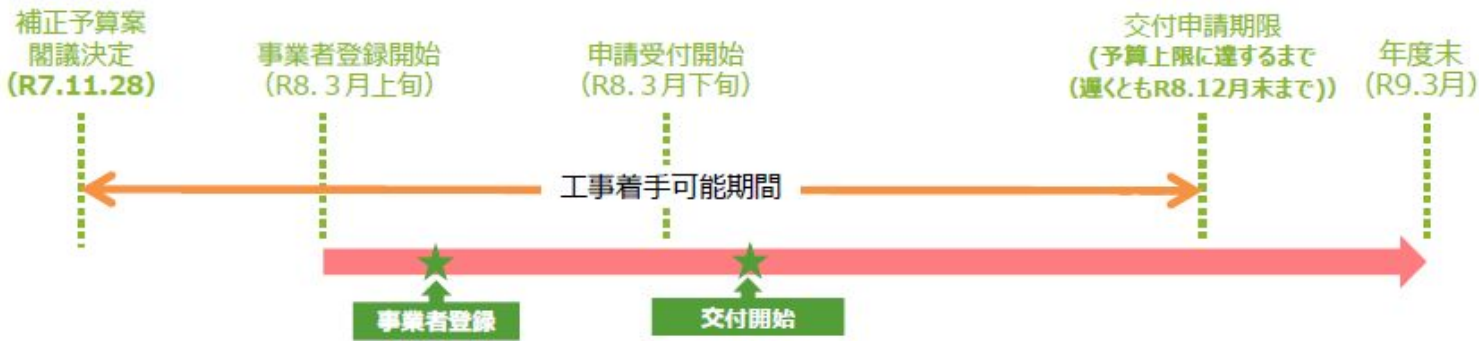 補正予算案
閣議決定
(R7.11.28)
事業者登録開始
(R8.3月上旬)
申請受付開始
(R8.3月下旬)
交付申請期限
(予算上限に達するまで
(遅くともR8.12月末まで))
年度末
(R9.3月)
工事着手可能期間
事業者登録
交付開始